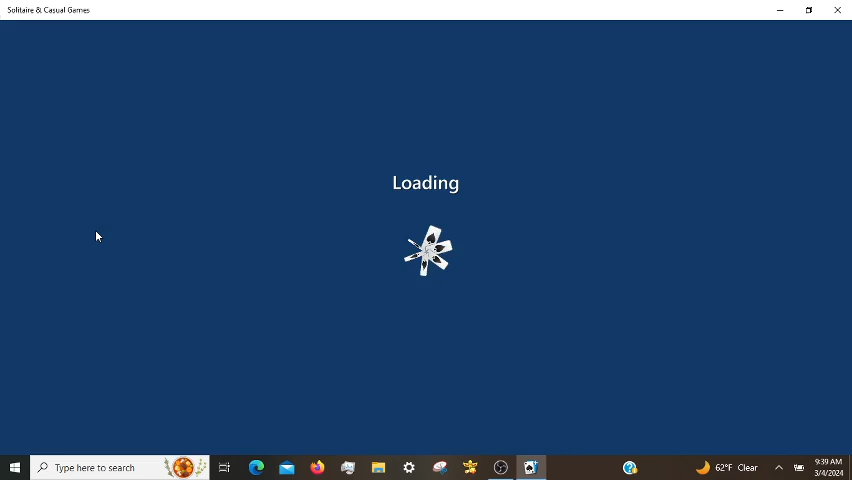 Solitaire & Casual Games
Loading
Type here to search
62°F Clear
9:39 AM
3/4/2024